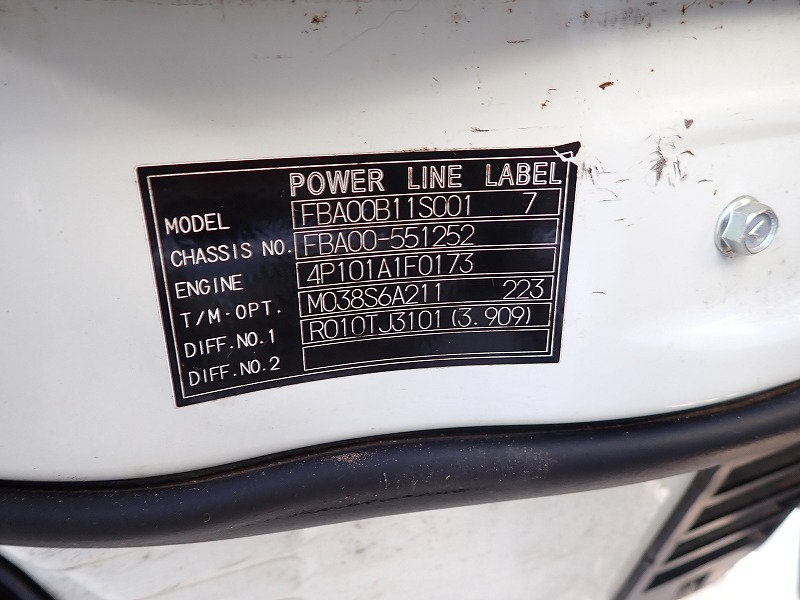 POWER LINE LABEL
MODEL FBA00B11S001 7
CHASSIS NO. FBA00-551252
ENGINE 4P101A1F0173
T/M·OPT. M038S6A211 223
DIFF.NO.1 R010TJ3101(3.909)
DIFF.NO.2